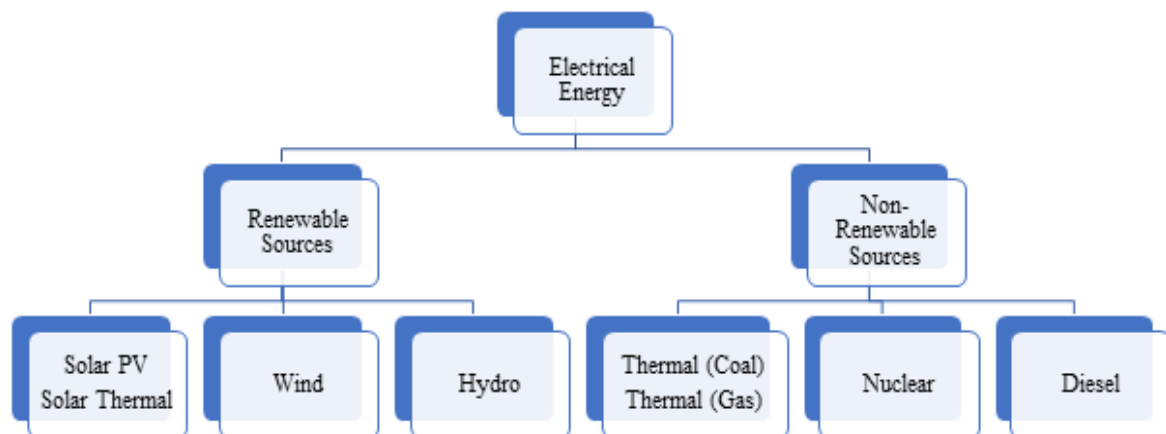 Electrical
Energy
Renewable
Sources
Non-
Renewable
Sources
Solar PV
Solar Thermal
Wind
Hydro
Thermal (Coal)
Thermal (Gas)
Nuclear
Diesel